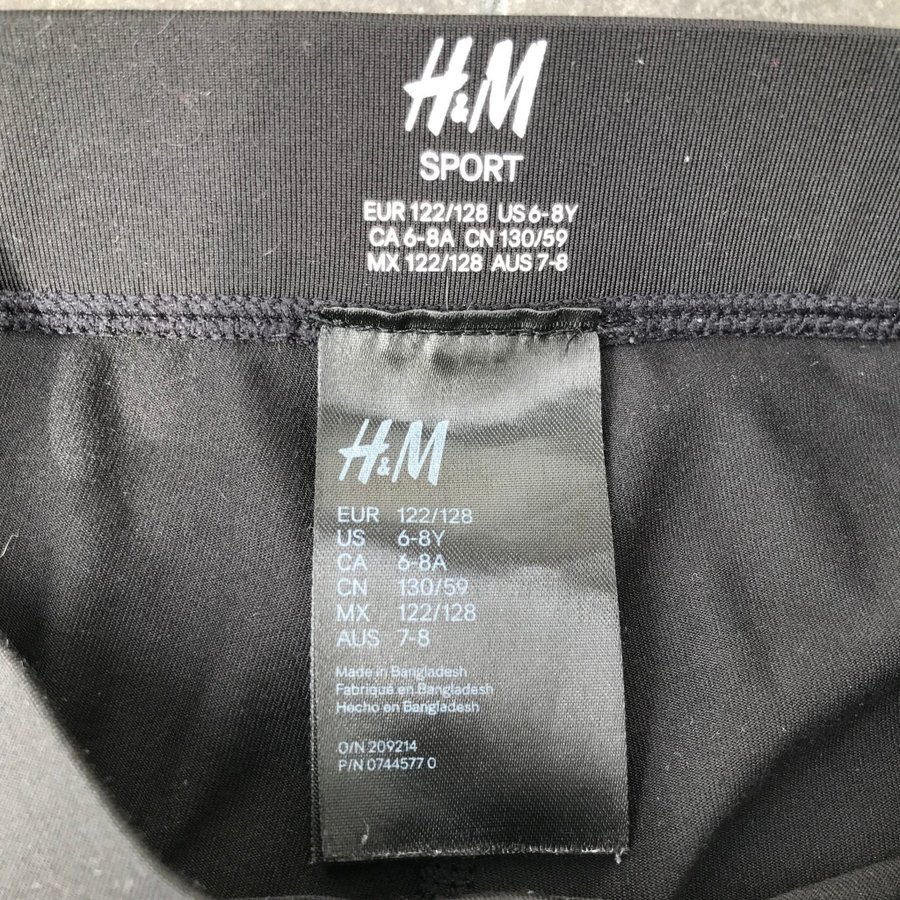 H&M
SPORT
EUR 122/128 US 6-8Y
CA 6-8A CN 130/59
MX 122/128 AUS 7-8
H&M
EUR 122/128
US 6-8Y
CA 6-8A
CN 130/59
MX 122/128
AUS 7-8
Made in Bangladesh
Fabriqué en Bangladesh
Hecho en Bangladesh
O/N 209214
P/N 0744577 0